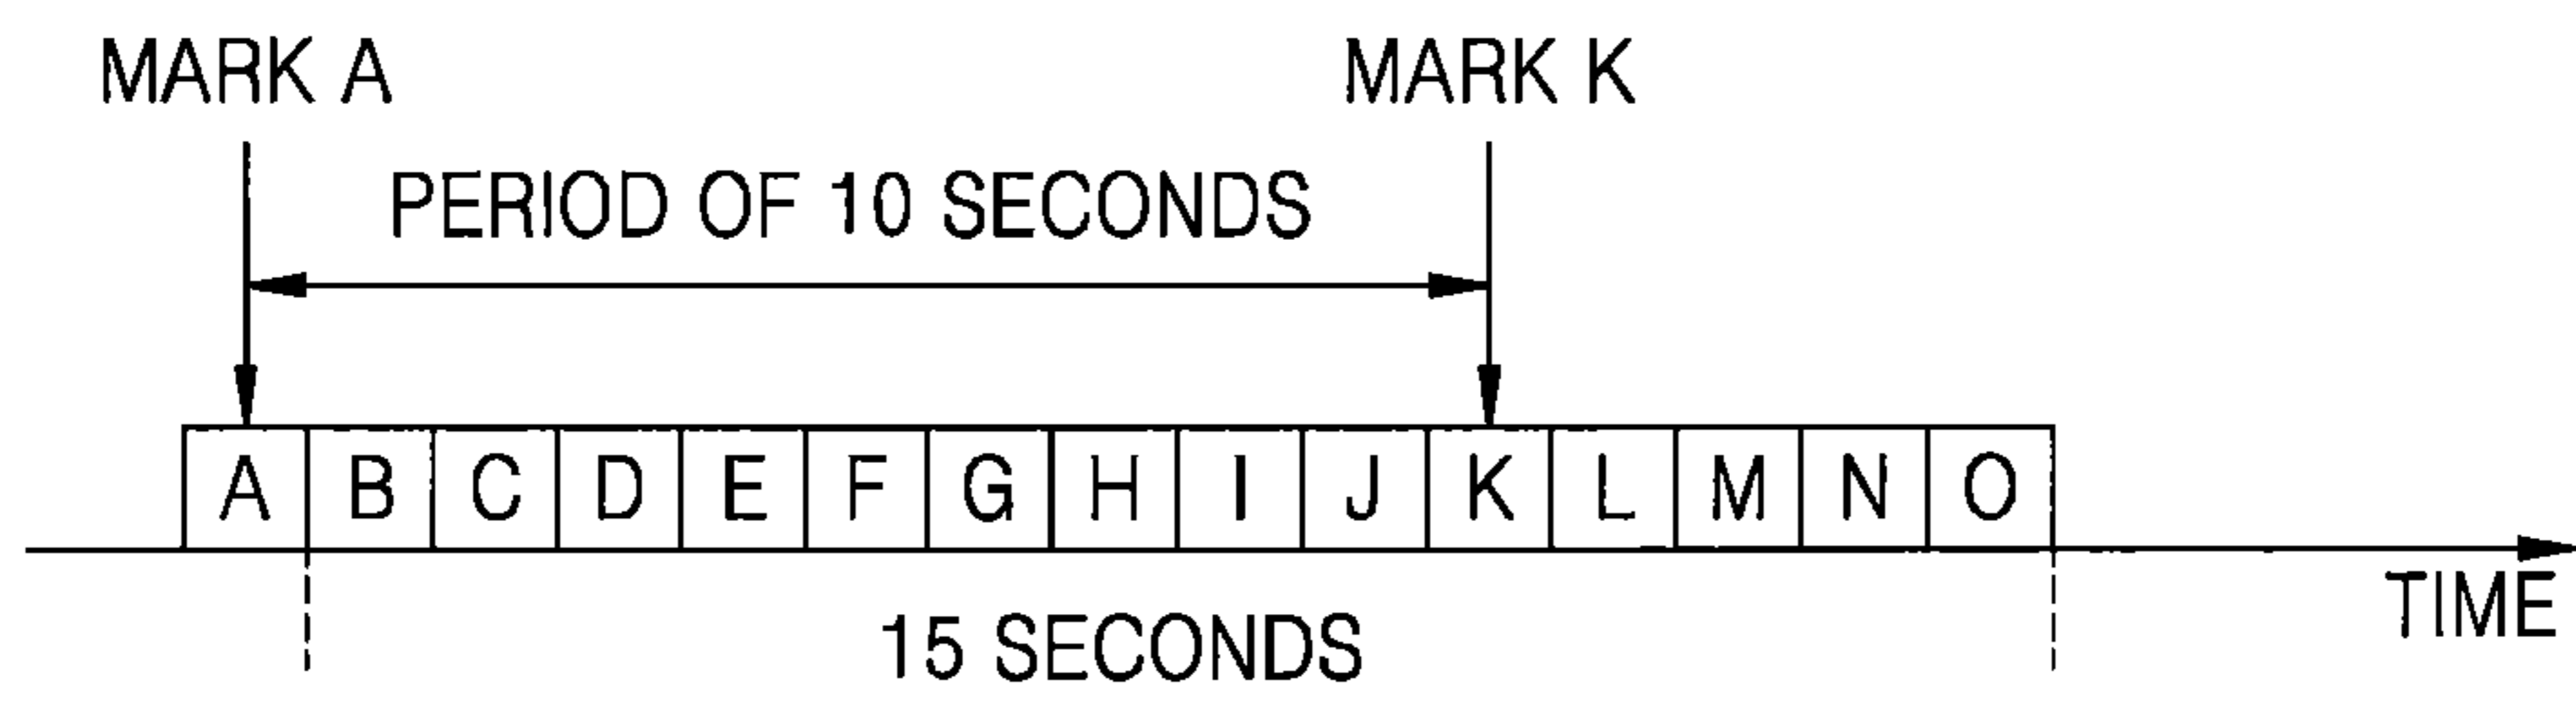 MARK A MARK K
PERIOD OF 10 SECONDS
A B C D E F G H I J K L M N O
TIME
15 SECONDS